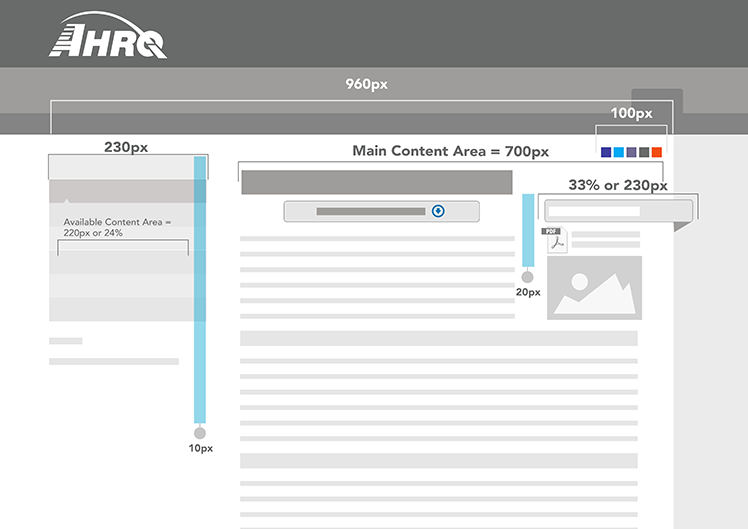 AHRQ
960px
100px
230px
Main Content Area = 700px
33% or 230px
Available Content Area =
220px or 24%
PDF
20px
10px